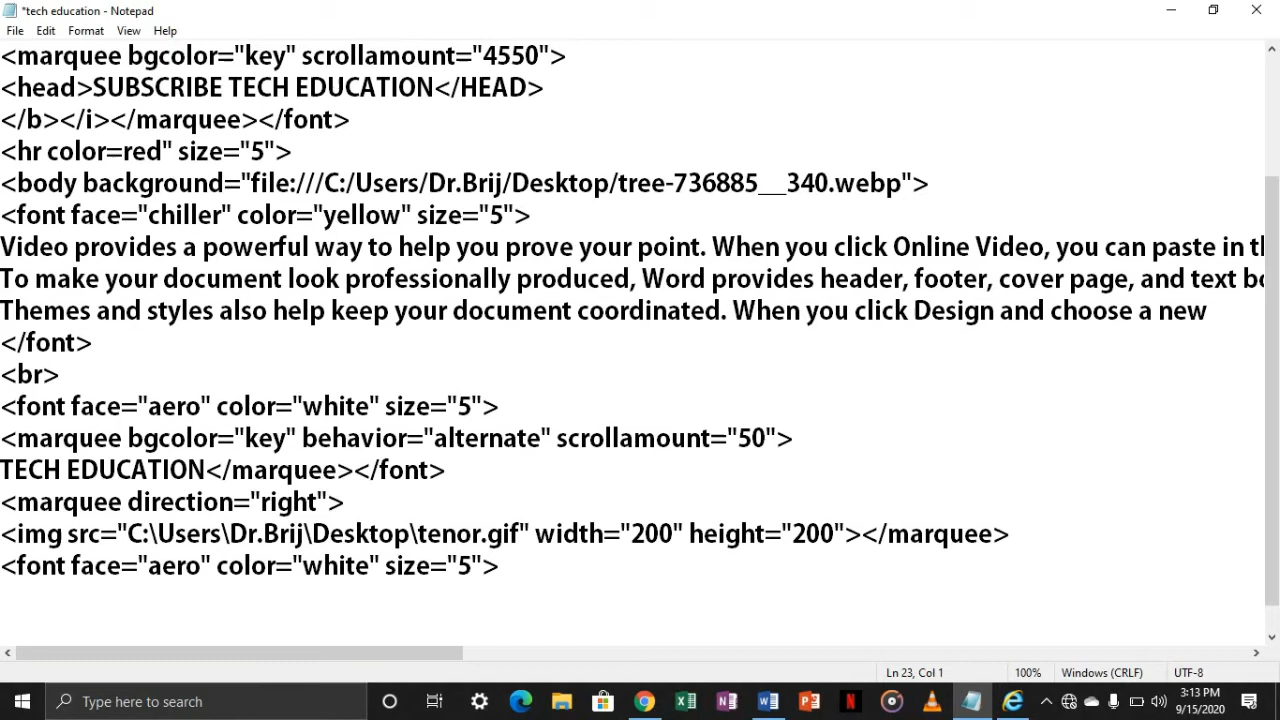 *tech education - Notepad
File Edit Format View Help
<marquee bgcolor="key" scrollamount="4550">
<head>SUBSCRIBE TECH EDUCATION</HEAD>
</b></i></marquee></font>
<hr color=red" size="5">
<body background="file:///C:/Users/Dr.Brij/Desktop/tree-736885__340.webp">
<font face="chiller" color="yellow" size="5">
Video provides a powerful way to help you prove your point. When you click Online Video, you can paste in
To make your document look professionally produced, Word provides header, footer, cover page, and text
Themes and styles also help keep your document coordinated. When you click Design and choose a new
</font>
<br>
<font face="aero" color="white" size="5">
<marquee bgcolor="key" behavior="alternate" scrollamount="50">
TECH EDUCATION</marquee></font>
<marquee direction="right">
<img src="C:\Users\Dr.Brij\Desktop\tenor.gif" width="200" height="200"></marquee>
<font face="aero" color="white" size="5">
Ln 23, Col 1 100% Windows (CRLF) UTF-8
Type here to search
3:13 PM
9/15/2020